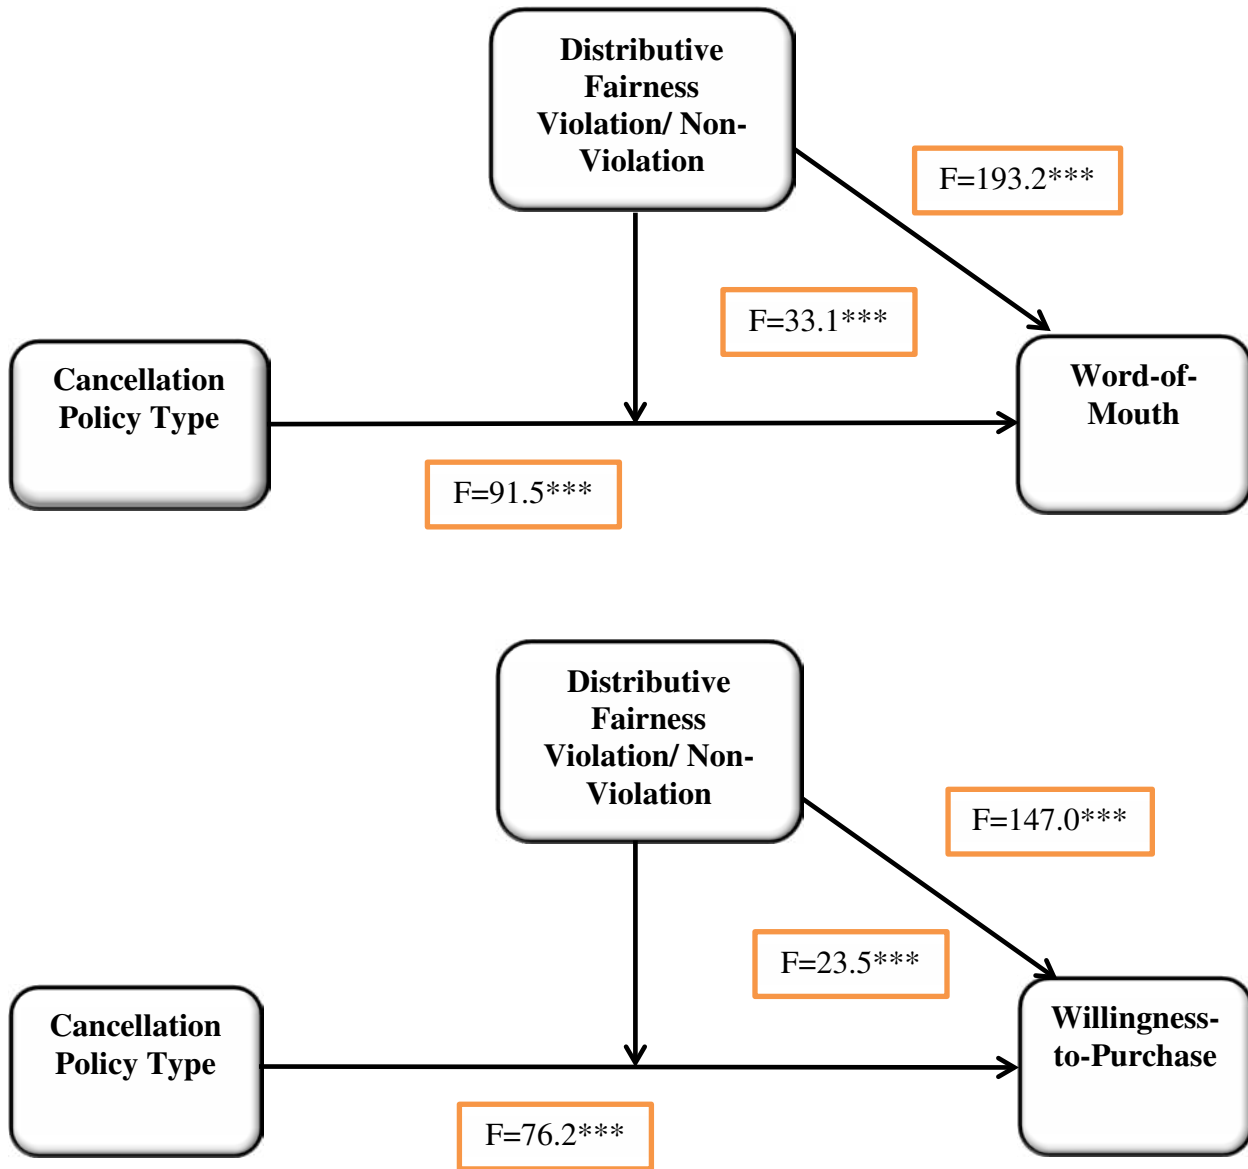 Distributive
Fairness
Violation/ Non-
Violation
F=193.2***
F=33.1***
Cancellation
Policy Type
Word-of-
Mouth
F=91.5***
Distributive
Fairness
Violation/ Non-
Violation
F=147.0***
F=23.5***
Cancellation
Policy Type
Willingness-
to-Purchase
F=76.2***